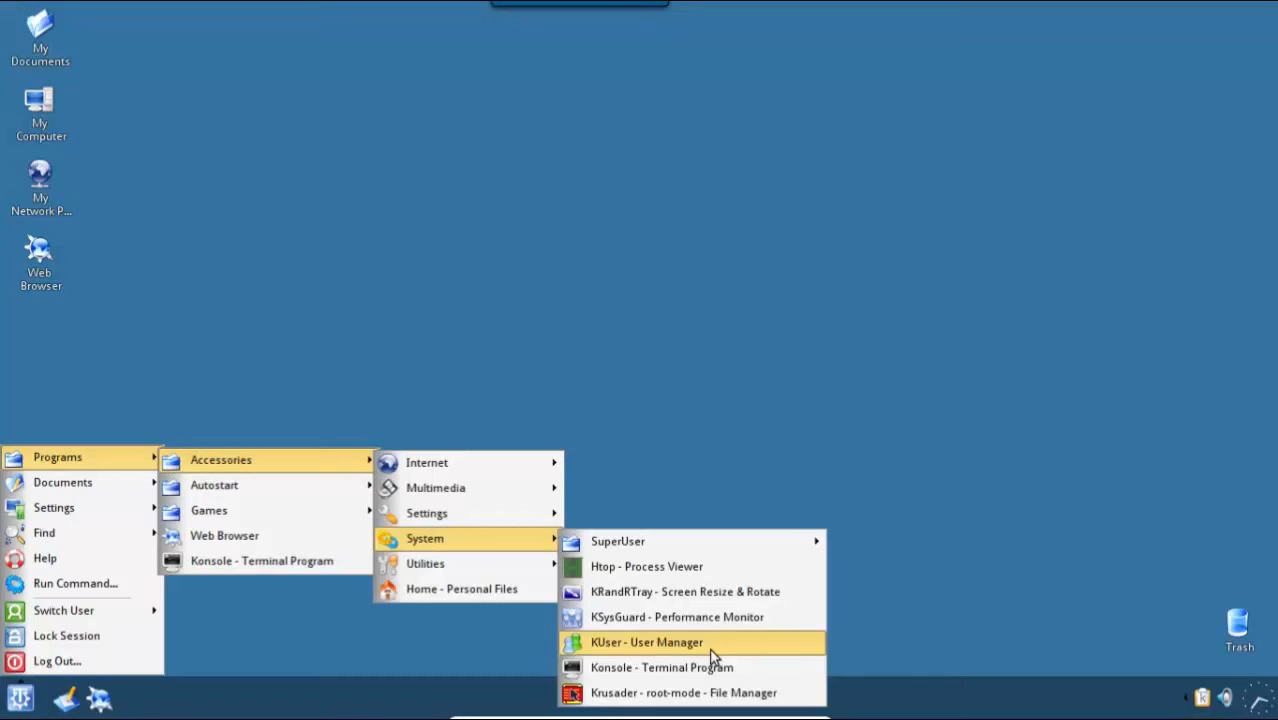 My
Documents
My
Computer
My
Network P...
Web
Browser
Programs
Documents
Settings
Find
Help
Run Command...
Switch User
Lock Session
Log Out...
Accessories
Autostart
Games
Web Browser
Konsole - Terminal Program
Internet
Multimedia
Settings
System
Utilities
Home - Personal Files
SuperUser
Htop - Process Viewer
KRandRTray - Screen Resize & Rotate
KSysGuard - Performance Monitor
KUser - User Manager
Konsole - Terminal Program
Krusader - root-mode - File Manager
Trash